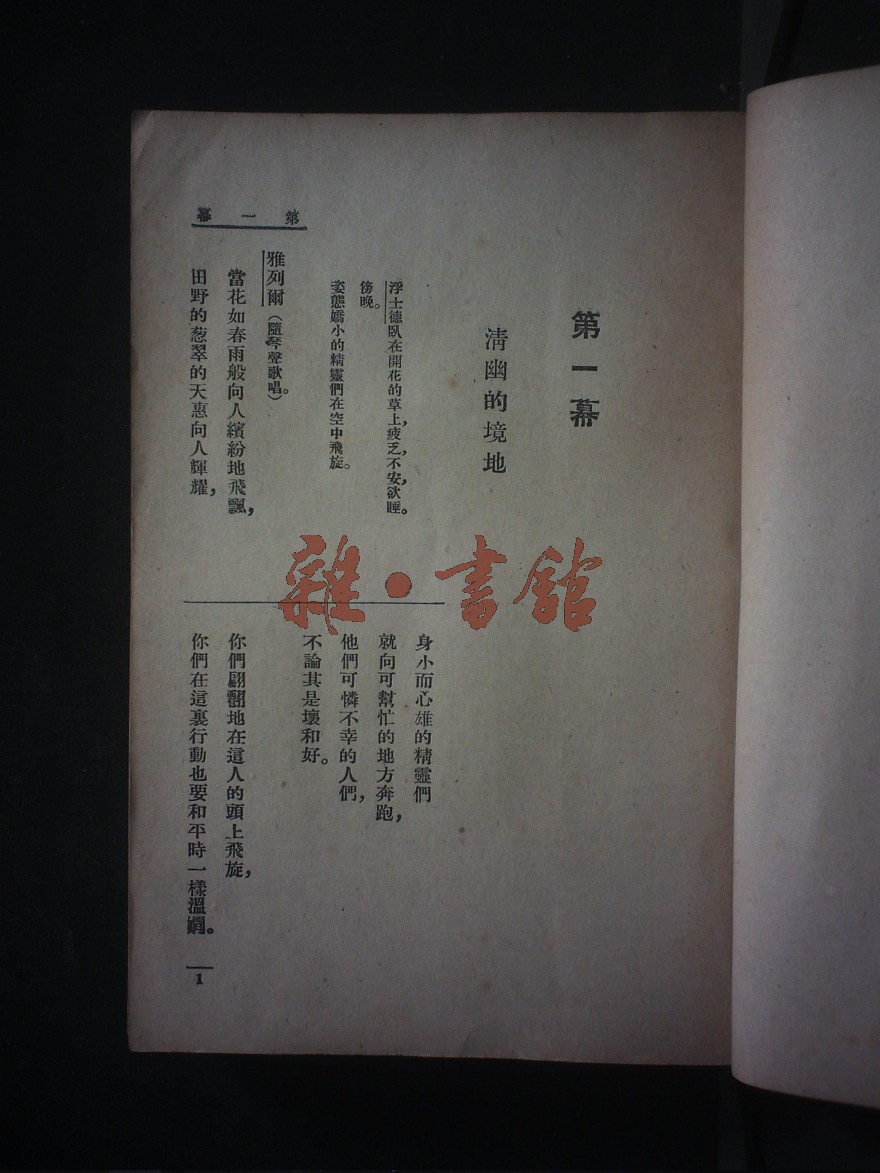 第一幕
第一幕
清幽的境地
浮士德臥在開花的草上，疲乏，不安，欲睡。
傍晚。
姿態嬌小的精靈們在空中飛旋。
雅列爾（隨琴聲歌唱。）
當花如春雨般向人繽紛地飛飄，
田野的葱翠的天惠向人輝耀，
身小而心雄的精靈們
就向可幫忙的地方奔跑，
他們可憐不幸的人們，
不論其是壞和好。
你們翩翩地在這人的頭上飛旋，
你們在這裏行動也要和平時一樣溫嫻。
1
雜·書館